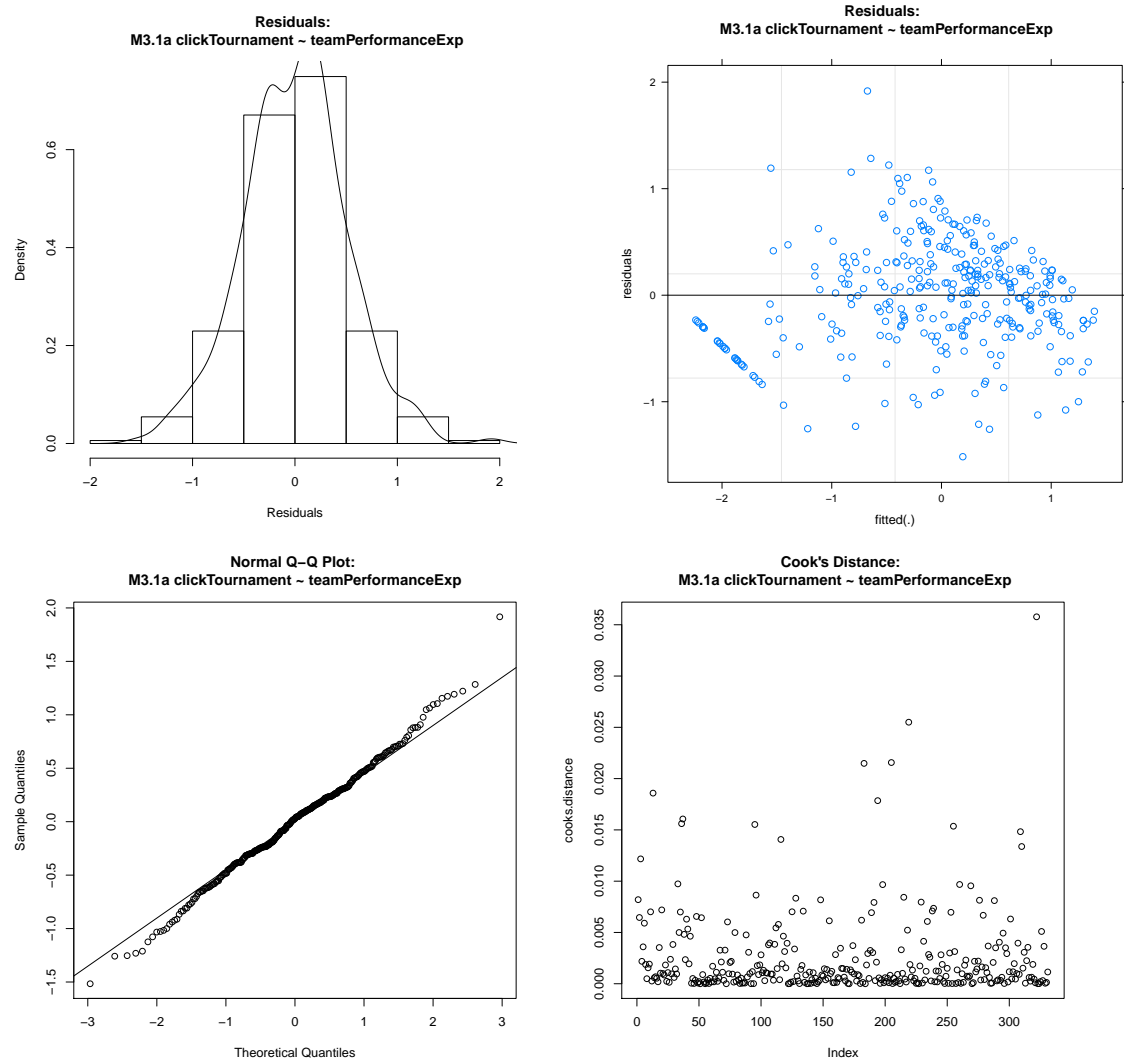 Residuals:
M3.1a clickTournament ~ teamPerformanceExp
Density
0.0 0.2 0.4 0.6
−2 −1 0 1 2
Residuals
Residuals:
M3.1a clickTournament ~ teamPerformanceExp
residuals
2
1
0
−1
−2 −1 0 1
fitted(.)
Normal Q−Q Plot:
M3.1a clickTournament ~ teamPerformanceExp
Sample Quantiles
−1.5 −1.0 −0.5 0.0 0.5 1.0 1.5 2.0
−3 −2 −1 0 1 2 3
Theoretical Quantiles
Cook's Distance:
M3.1a clickTournament ~ teamPerformanceExp
cooks.distance
0.000 0.005 0.010 0.015 0.020 0.025 0.030 0.035
0 50 100 150 200 250 300
Index